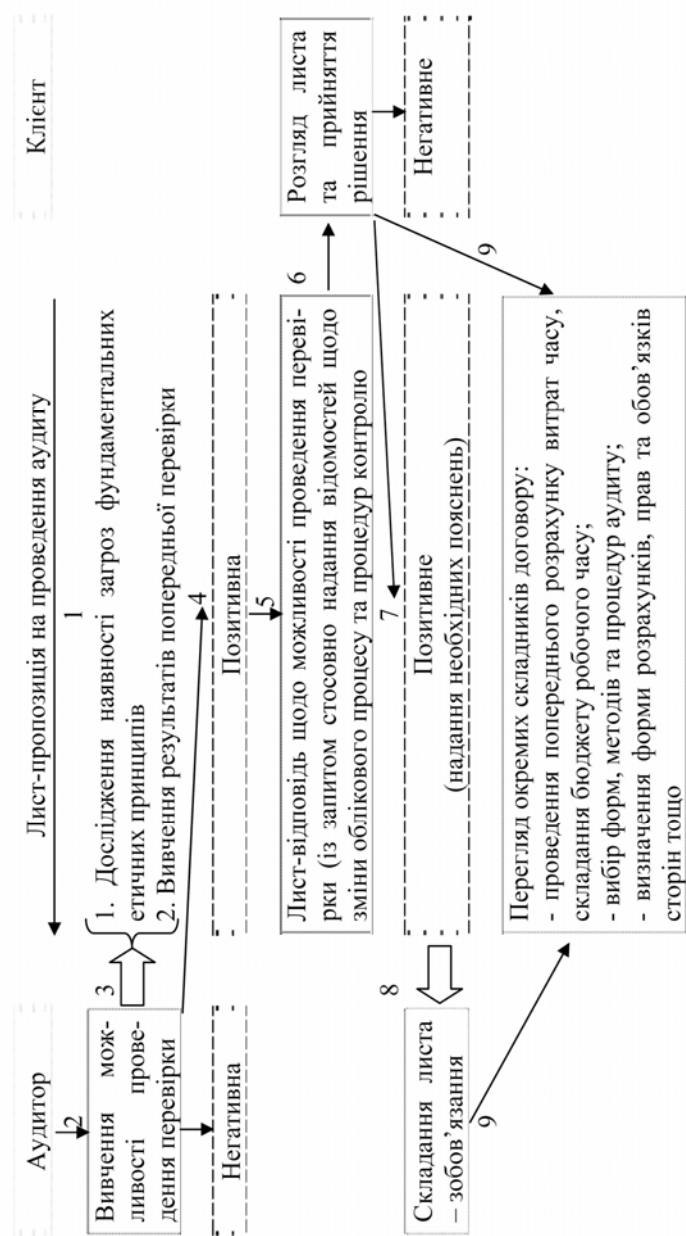 Аудитор
Лист-пропозиція на проведення аудиту
Клієнт
1
2
Вивчення мож-
ливості прове-
дення перевірки
3
1. Дослідження наявності загроз фундаментальних
етичних принципів
2. Вивчення результатів попередньої перевірки
4
Негативна
Позитивна
5
Лист-відповідь щодо можливості проведення переві-
рки (із запитом стосовно надання відомостей щодо
зміни облікового процесу та процедур контролю
6
Розгляд листа
та прийняття
рішення
7
Позитивне
(надання необхідних пояснень)
Негативне
8
Складання листа
– зобов’язання
9
9
Перегляд окремих складників договору:
- проведення попереднього розрахунку витрат часу,
складання бюджету робочого часу;
- вибір форм, методів та процедур аудиту;
- визначення форми розрахунків, прав та обов’язків
сторін тощо